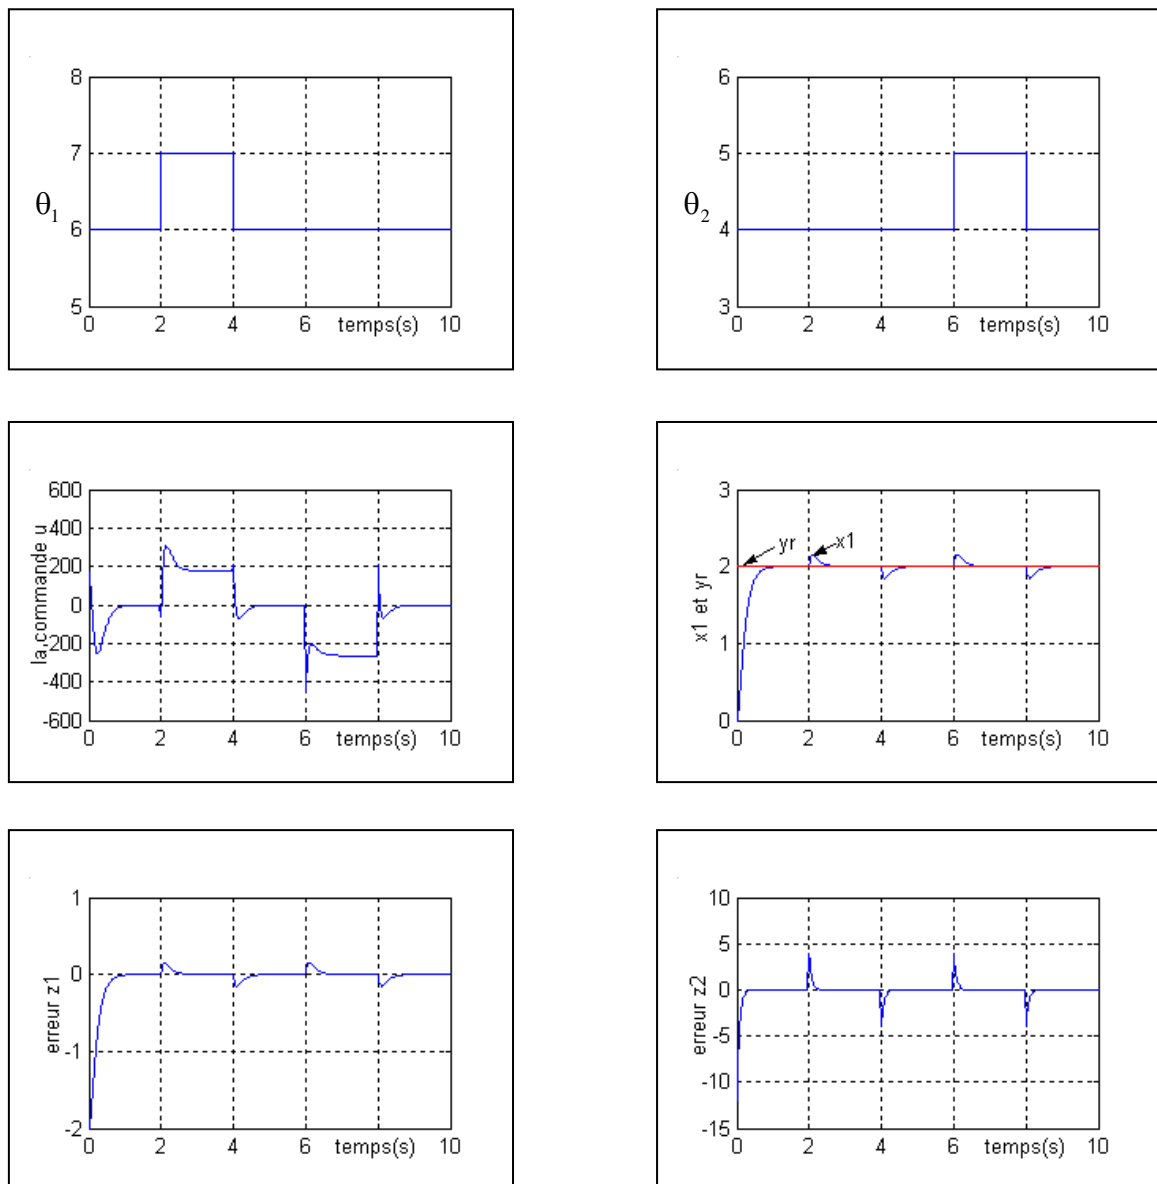 8
7
θ1
6
5
0 2 4 6 temps(s) 10
6
5
θ2
4
3
0 2 4 6 temps(s) 10
600
400
200
0
-200
-400
-600
la commande u
0 2 4 6 temps(s) 10
3
2
1
0
x1 et yr
yr
x1
0 2 4 6 temps(s) 10
1
0
-1
-2
erreur z1
0 2 4 6 temps(s) 10
10
5
0
-5
-10
-15
erreur z2
0 2 4 6 temps(s) 10